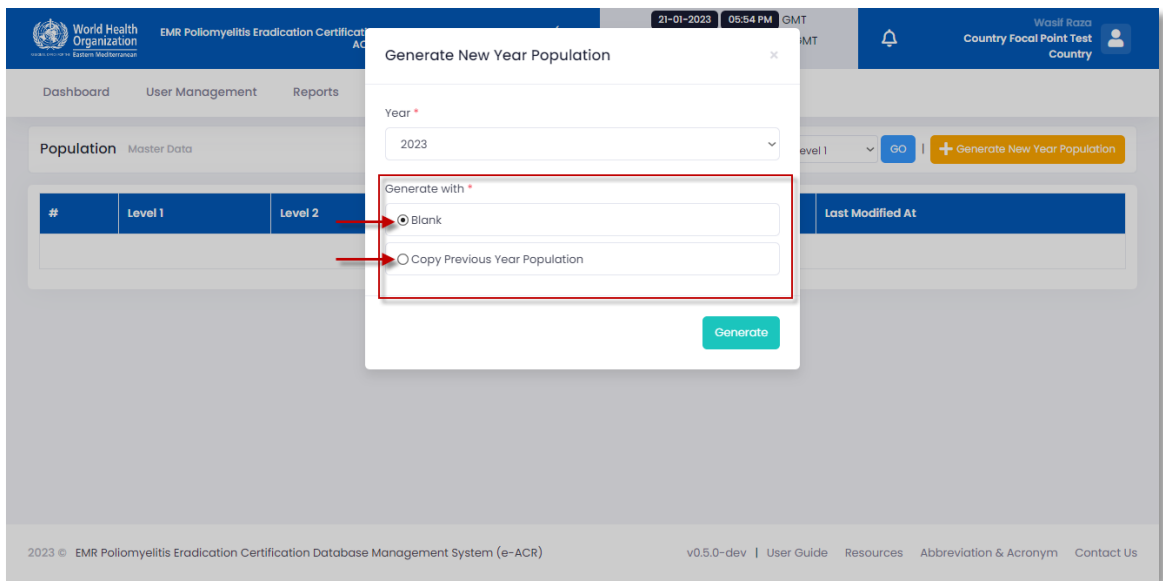 World Health
Organization
Eastern Mediterranean
EMR Poliomyelitis Eradication Certificat
AC
21-01-2023 05:54 PM GMT
GMT
Wasif Raza
Country Focal Point Test
Country
Dashboard User Management Reports
Generate New Year Population ×
Year *
2023
Population Master Data
evel 1 GO | + Generate New Year Population
Generate with *
# Level 1 Level 2 Last Modified At
Blank
Copy Previous Year Population
Generate
2023 © EMR Poliomyelitis Eradication Certification Database Management System (e-ACR) v0.5.0-dev | User Guide Resources Abbreviation & Acronym Contact Us